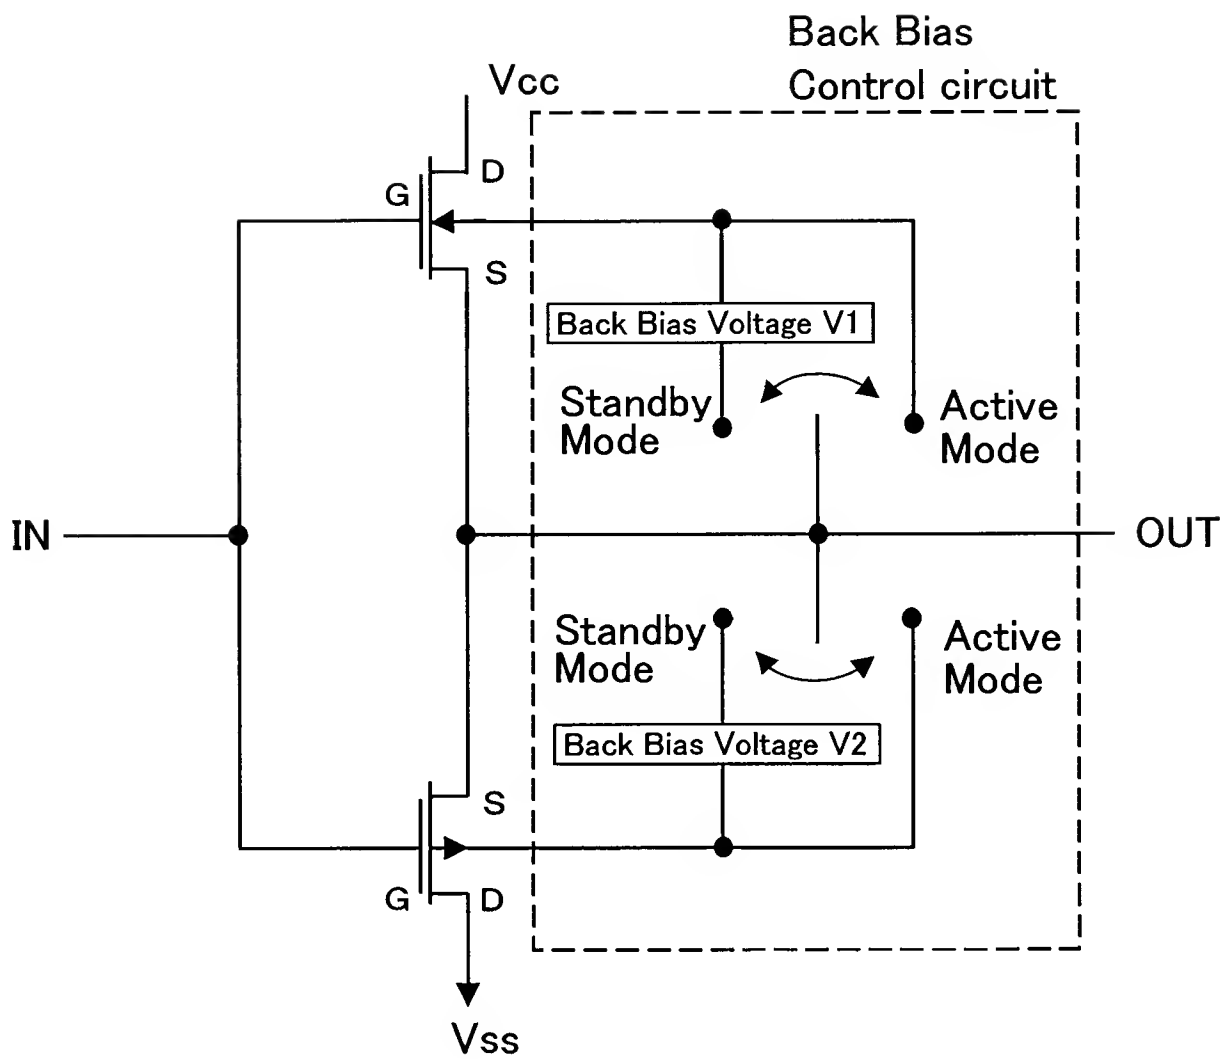 Back Bias
Control circuit
Vcc
D
G
S
Back Bias Voltage V1
Standby
Mode
Active
Mode
IN
OUT
Standby
Mode
Active
Mode
Back Bias Voltage V2
S
G
D
Vss